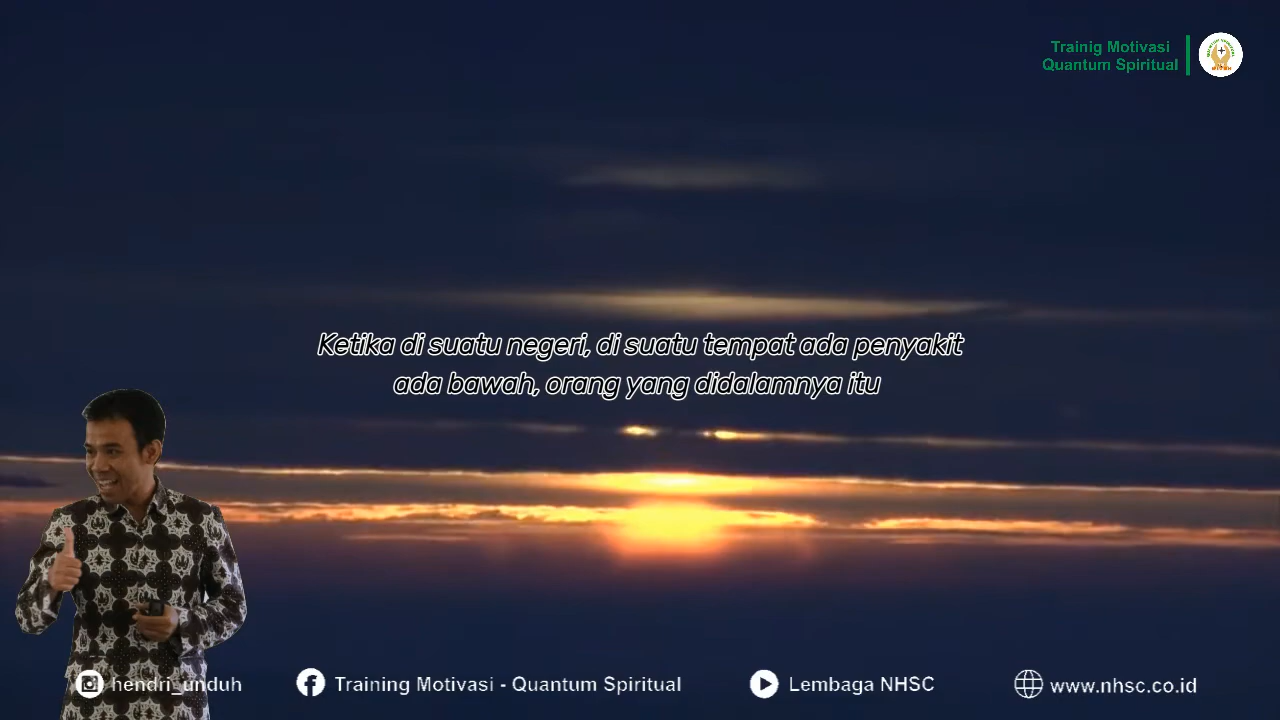 Trainig Motivasi
Quantum Spiritual
Ketika di suatu negeri, di suatu tempat ada penyakit
ada bawah, orang yang didalamnya itu
hendri_unduh
Training Motivasi - Quantum Spiritual
Lembaga NHSC
www.nhsc.co.id